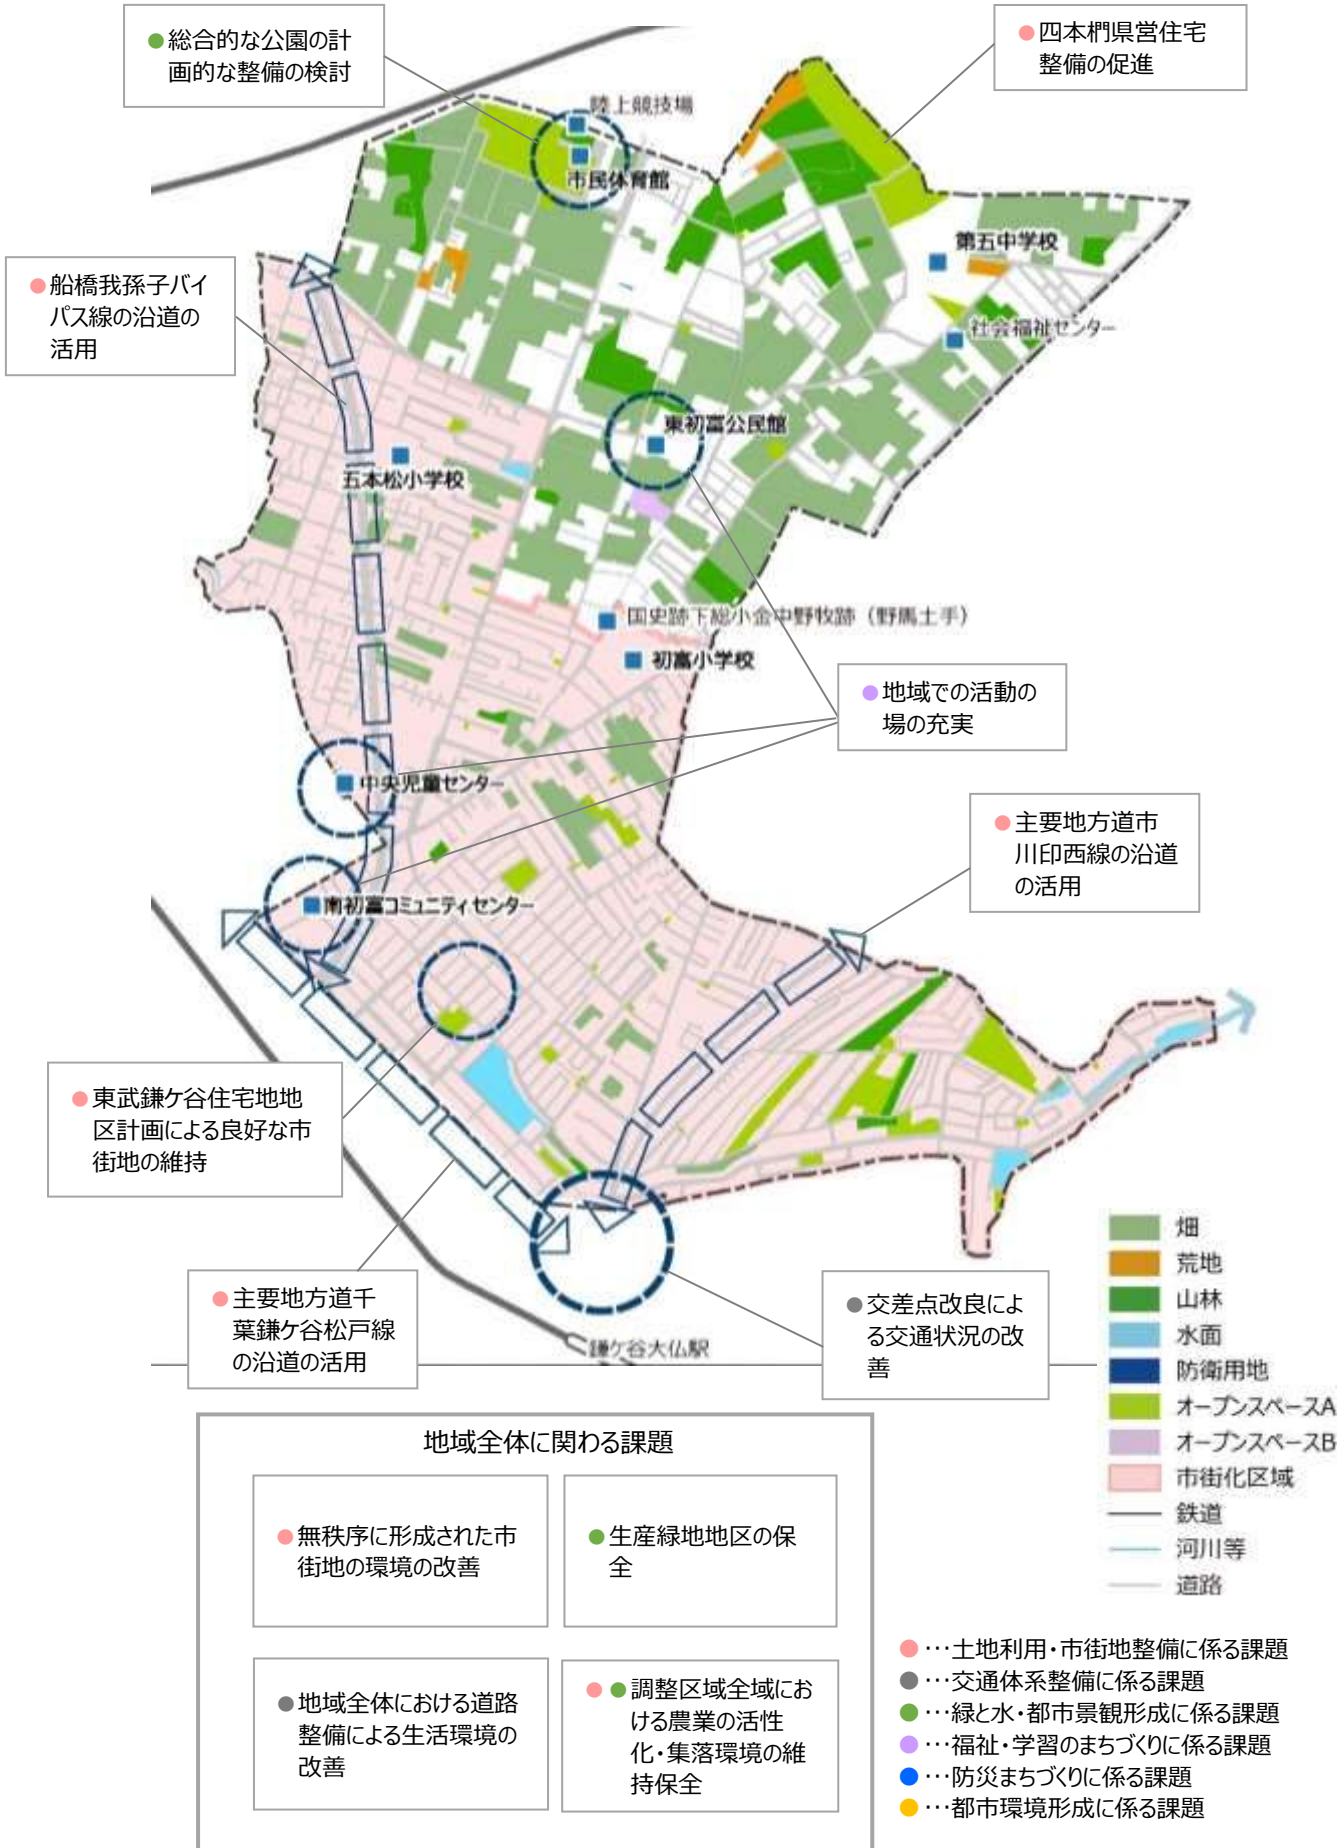 ●総合的な公園の計
画的な整備の検討
●四本椚県営住宅
整備の促進
陸上競技場
市民体育館
第五中学校
●船橋我孫子バイ
パス線の沿道の
活用
社会福祉センター
東初富公民館
五本松小学校
国史跡下総小金中野牧跡（野馬土手）
初富小学校
●地域での活動の
場の充実
中央児童センター
●主要地方道市
川印西線の沿道
の活用
南初富コミュニティセンター
●東武鎌ケ谷住宅地地
区計画による良好な市
街地の維持
●主要地方道千
葉鎌ケ谷松戸線
の沿道の活用
●交差点改良によ
る交通状況の改
善
鎌ケ谷大仏駅
畑
荒地
山林
水面
防衛用地
オープンスペースA
オープンスペースB
市街化区域
鉄道
河川等
道路
地域全体に関わる課題
●無秩序に形成された市
街地の環境の改善
●生産緑地地区の保
全
●地域全体における道路
整備による生活環境の
改善
●●調整区域全域にお
ける農業の活性
化・集落環境の維
持保全
●…土地利用・市街地整備に係る課題
●…交通体系整備に係る課題
●…緑と水・都市景観形成に係る課題
●…福祉・学習のまちづくりに係る課題
●…防災まちづくりに係る課題
●…都市環境形成に係る課題